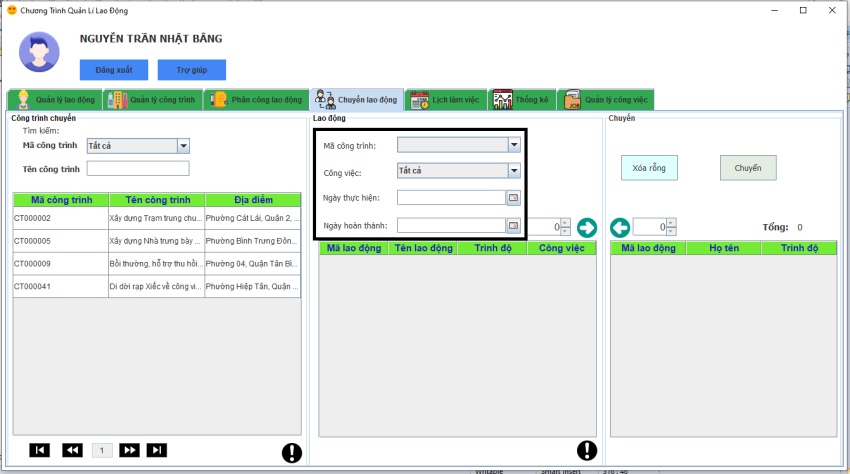 Chương Trình Quản Lí Lao Động
NGUYỄN TRẦN NHẬT BẰNG
Đăng xuất Trợ giúp
Quản lý lao động Quản lý công trình Phân công lao động Chuyển lao động Lịch làm việc Thống kê Quản lý công việc
Công trình chuyển
Tìm kiếm:
Mã công trình Tất cả
Tên công trình
Mã công trình Tên công trình Địa điểm
CT000002 Xây dựng Trạm trung chu... Phường Cát Lái, Quận 2, ...
CT000005 Xây dựng Nhà trưng bày ... Phường Bình Trưng Đôn...
CT000009 Bồi thường, hỗ trợ thu hồi... Phường 04, Quận Tân Bì...
CT000041 Di dời rạp Xiếc về công vi... Phường Hiệp Tân, Quận ...
1
Lao động
Mã công trình:
Công việc: Tất cả
Ngày thực hiện:
Ngày hoàn thành:
0
Mã lao động Tên lao động Trình độ Công việc
Chuyển
Xóa rỗng Chuyển
0 Tổng: 0
Mã lao động Họ tên Trình độ
Writable Smart Insert